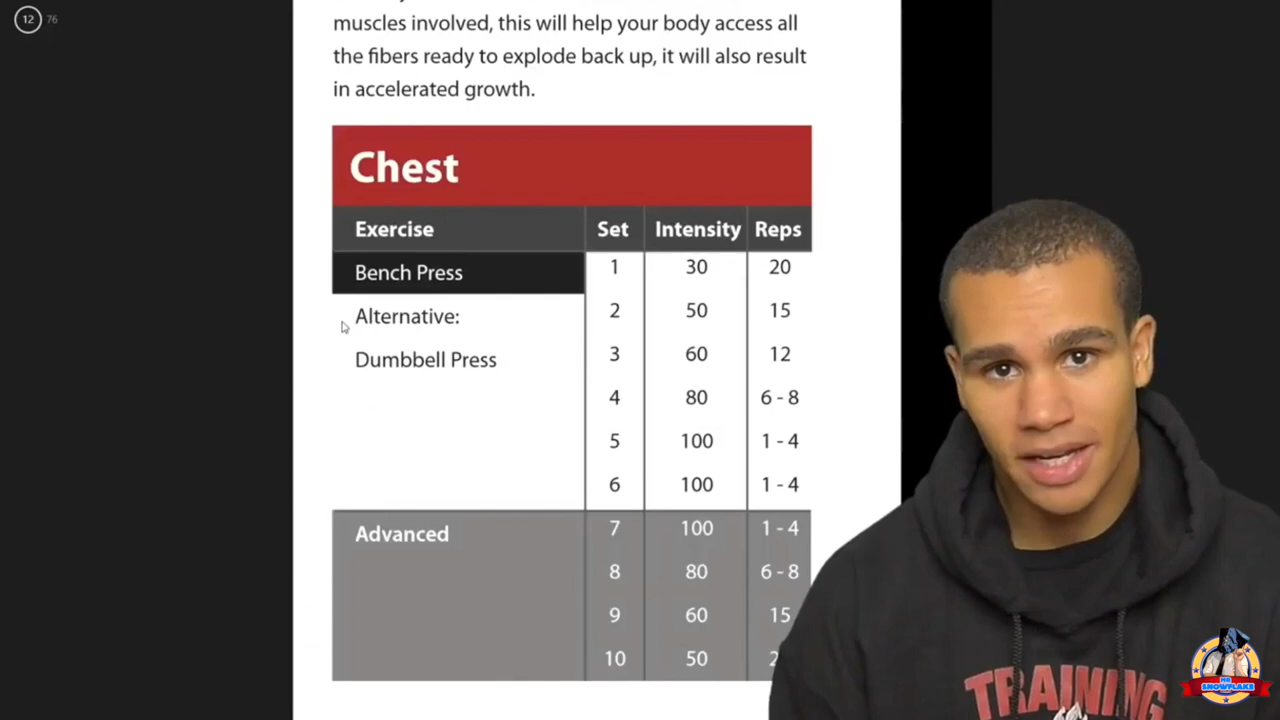 12 76
muscles involved, this will help your body access all
the fibers ready to explode back up, it will also result
in accelerated growth.
Chest
Exercise Set Intensity Reps
Bench Press 1 30 20
Alternative: 2 50 15
Dumbbell Press 3 60 12
4 80 6 - 8
5 100 1 - 4
6 100 1 - 4
Advanced 7 100 1 - 4
8 80 6 - 8
9 60 15
10 50
TRAINING
MR
SNOWFLAKE